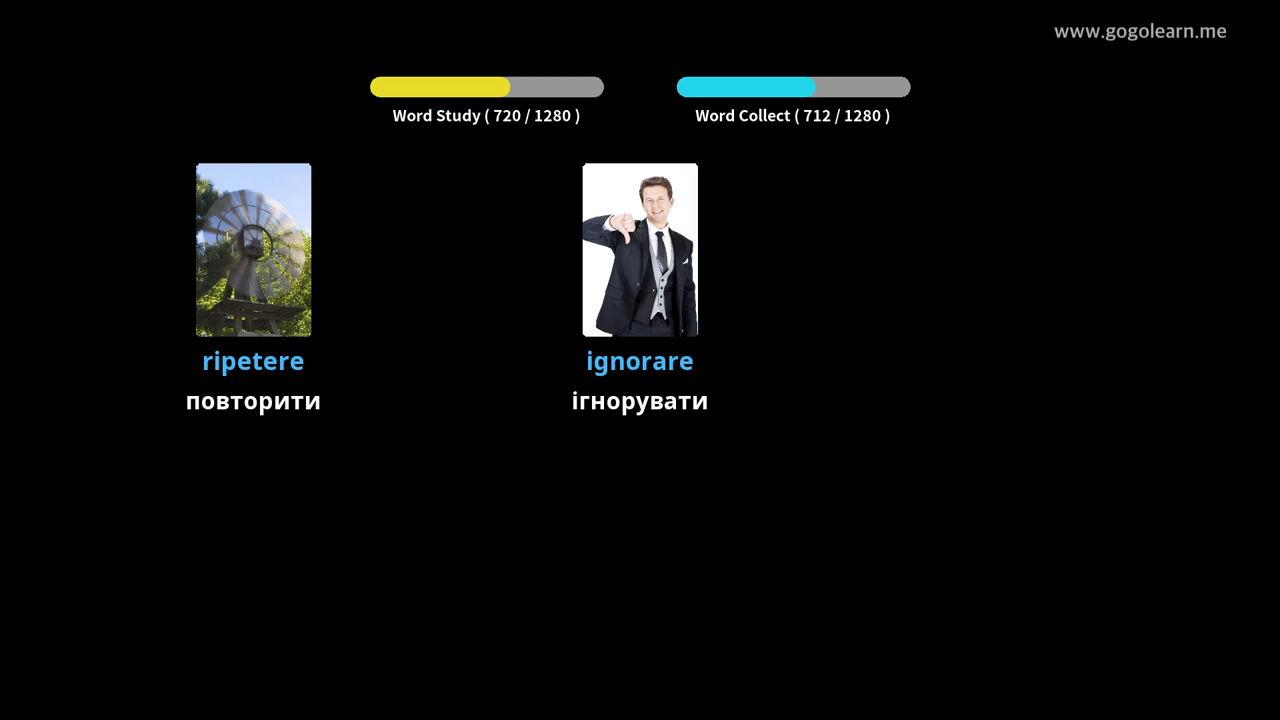 www.gogolearn.me
Word Study ( 720 / 1280 )
Word Collect ( 712 / 1280 )
ripetere
ignorare
повторити
ігнорувати